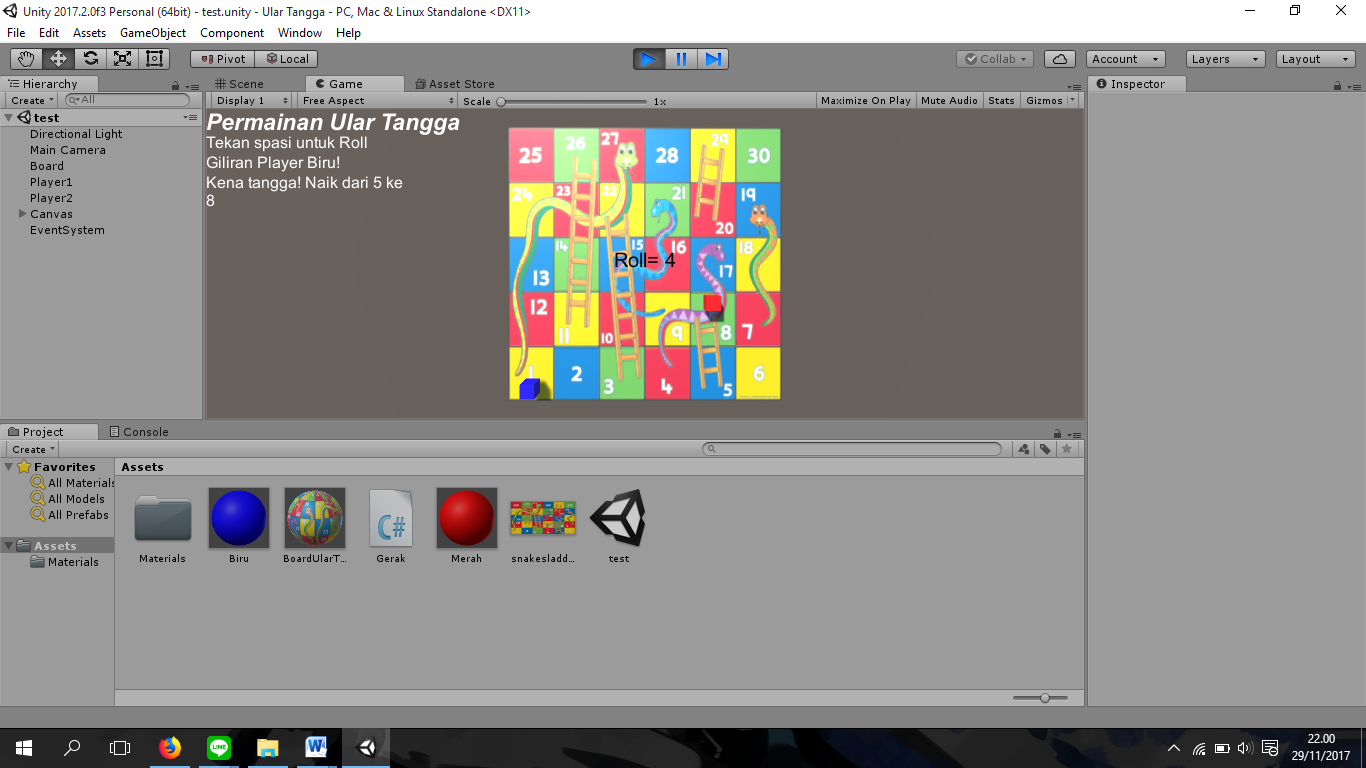 Unity 2017.2.0f3 Personal (64bit) - test.unity - Ular Tangga - PC, Mac & Linux Standalone <DX11>
File Edit Assets GameObject Component Window Help
Pivot Local Collab Account Layers Layout
Hierarchy
Create All
test
Directional Light
Main Camera
Board
Player1
Player2
Canvas
EventSystem
Scene Game Asset Store
Display 1 Free Aspect Scale 1x Maximize On Play Mute Audio Stats Gizmos
Permainan Ular Tangga
Tekan spasi untuk Roll
Giliran Player Biru!
Kena tangga! Naik dari 5 ke
8
25 26 27 28 29 30
24 23 22 21 20 19
13 14 15 16 17 18
Roll= 4
12 11 10 9 8 7
1 2 3 4 5 6
Inspector
Project Console
Create
Favorites
All Materials
All Models
All Prefabs
Assets
Materials
Assets
Materials Biru BoardUlarT... Gerak Merah snakesladd... test
C#
LINE
W
22.00
29/11/2017